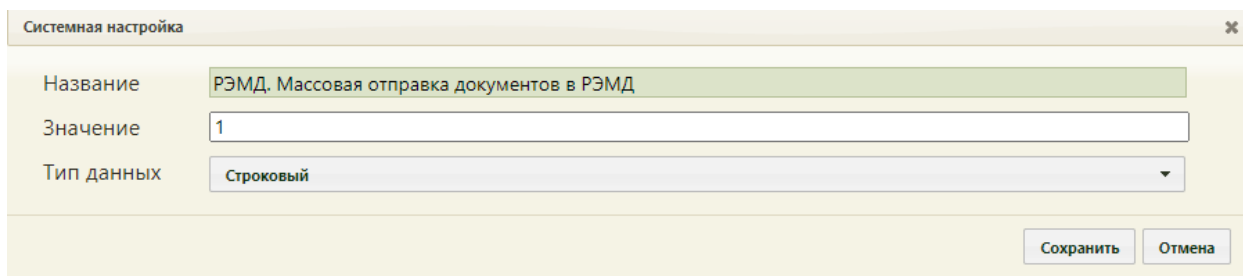 Системная настройка
Название РЭМД. Массовая отправка документов в РЭМД
Значение 1
Тип данных Строковый
Сохранить Отмена